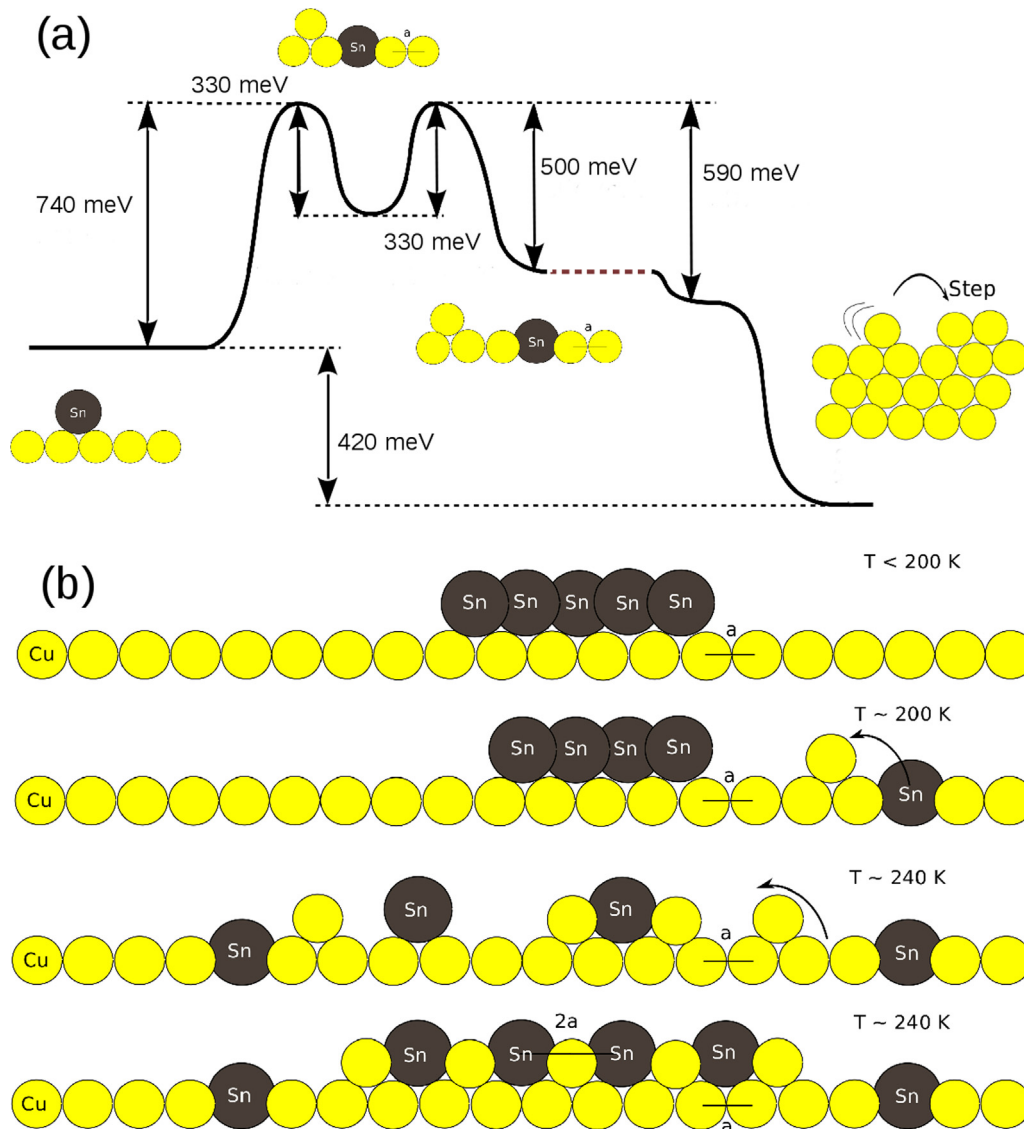 (a)
Sn
a
330 meV
740 meV
500 meV
590 meV
330 meV
Step
Sn
a
Sn
420 meV
(b)
T < 200 K
Sn Sn Sn Sn Sn
a
Cu
T ~ 200 K
Sn Sn Sn Sn
a
Cu
Sn
T ~ 240 K
Sn
Sn
a
Cu
Sn
Sn
T ~ 240 K
2a
Sn Sn Sn Sn
Cu
Sn
Sn
a